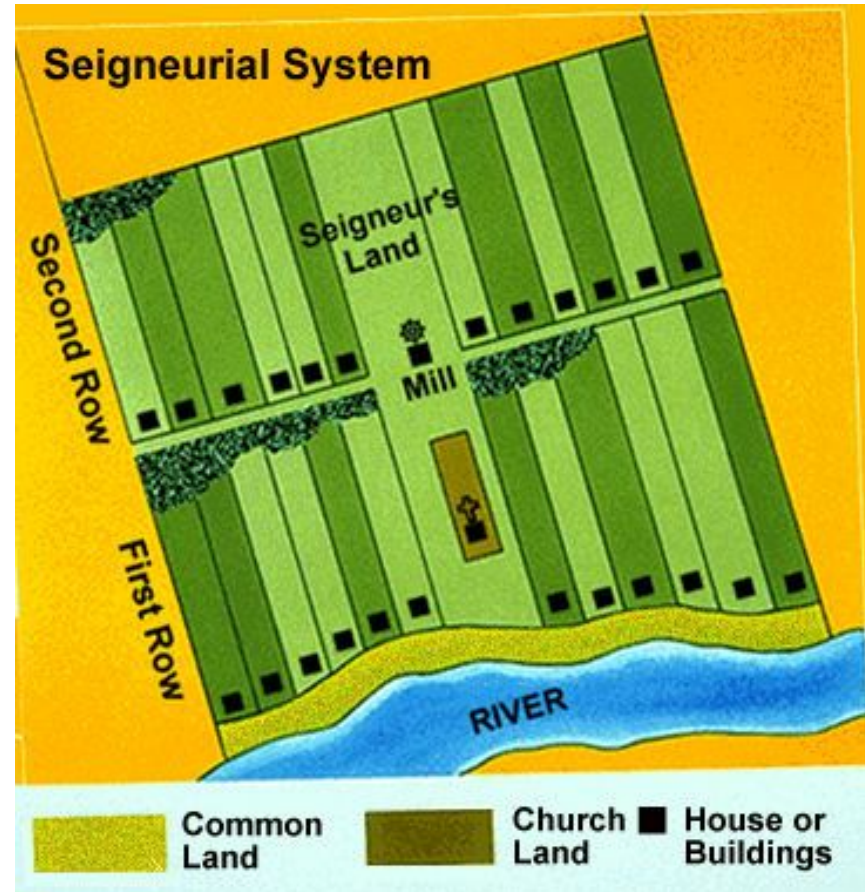 Seigneurial System
Seigneur's
Land
Second Row
Mill
First Row
RIVER
Common
Land
Church
Land
House or
Buildings